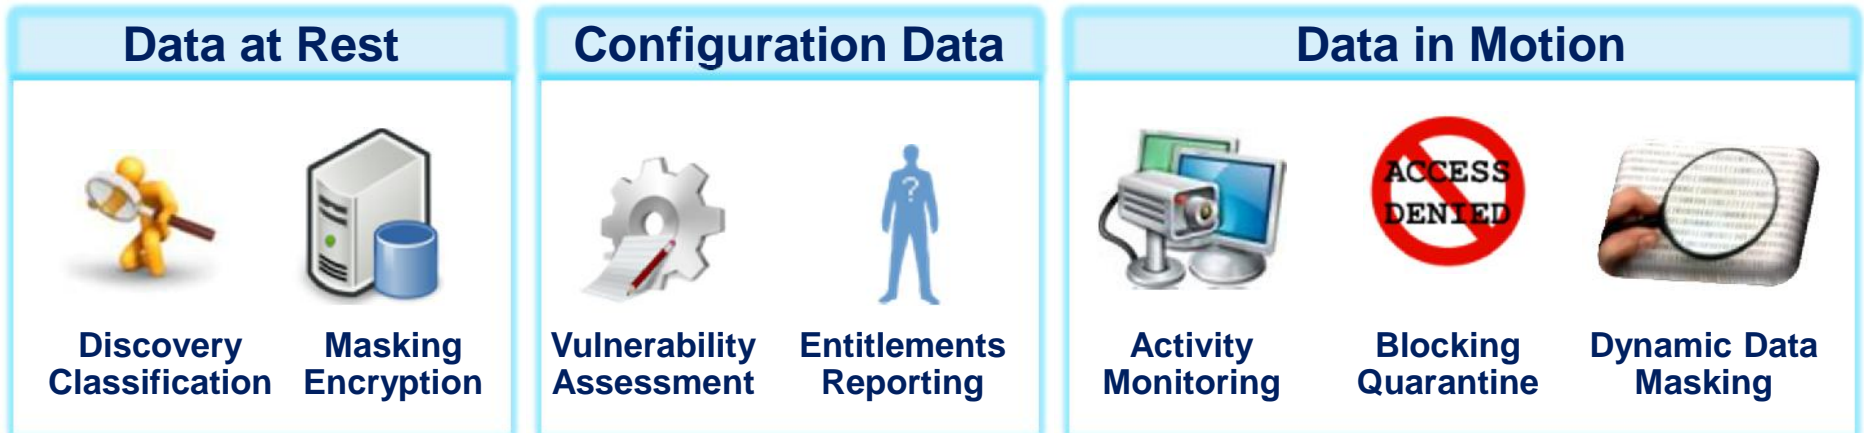 Data at Rest
Discovery
Classification
Masking
Encryption
Configuration Data
?
Vulnerability
Assessment
Entitlements
Reporting
Data in Motion
ACCESS
DENIED
Activity
Monitoring
Blocking
Quarantine
Dynamic Data
Masking